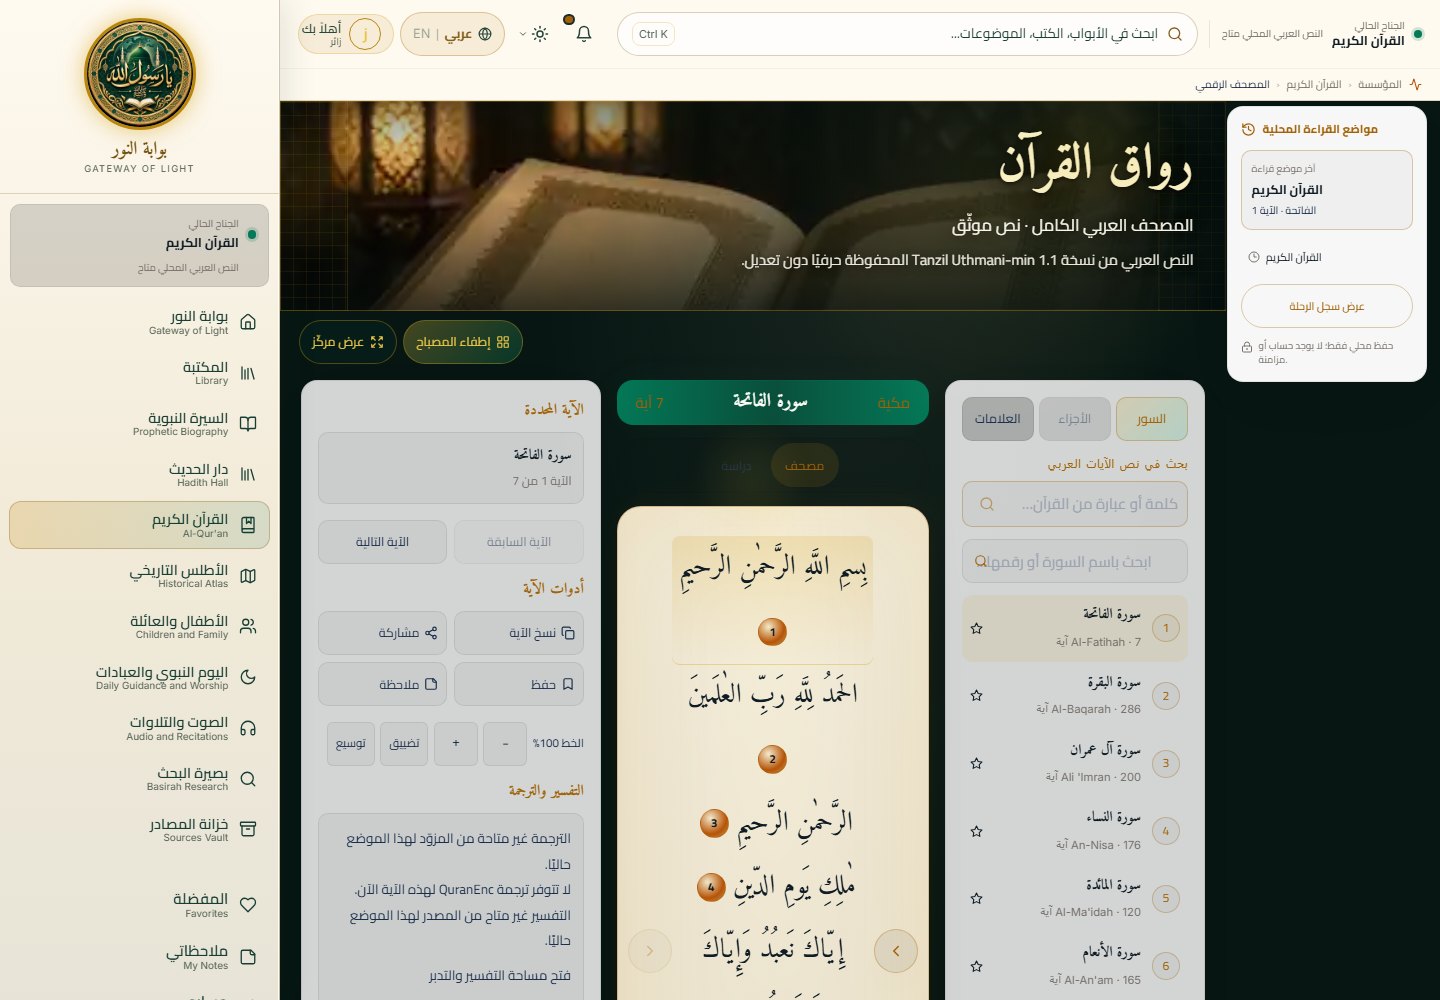 الجناح الحالي
القرآن الكريم
النص العربي المحلي متاح
ابحث في الأبواب، الكتب، الموضوعات...
Ctrl K
عربي | EN
أهلاً بك
زائر
ز
المؤسسة › القرآن الكريم › المصحف الرقمي
يا رسول الله
بوابة النور
GATEWAY OF LIGHT
الجناح الحالي
القرآن الكريم
النص العربي المحلي متاح
بوابة النور
Gateway of Light
المكتبة
Library
السيرة النبوية
Prophetic Biography
دار الحديث
Hadith Hall
القرآن الكريم
Al-Qur'an
الأطلس التاريخي
Historical Atlas
الأطفال والعائلة
Children and Family
اليوم النبوي والعبادات
Daily Guidance and Worship
الصوت والتلاوات
Audio and Recitations
بصيرة البحث
Basirah Research
خزانة المصادر
Sources Vault
المفضلة
Favorites
ملاحظاتي
My Notes
مواضع القراءة المحلية
آخر موضع قراءة
القرآن الكريم
الفاتحة · الآية 1
القرآن الكريم
عرض سجل الرحلة
حفظ محلي فقط؛ لا يوجد حساب أو
مزامنة.
رواق القرآن
المصحف العربي الكامل · نص موثّق
النص العربي من نسخة Tanzil Uthmani-min 1.1 المحفوظة حرفيًا دون تعديل.
إطفاء المصباح
عرض مركّز
السور
الأجزاء
العلامات
بحث في نص الآيات العربي
كلمة أو عبارة من القرآن...
ابحث باسم السورة أو رقمها...
1
سورة الفاتحة
Al-Fatihah · 7 آية
2
سورة البقرة
Al-Baqarah · 286 آية
3
سورة آل عمران
Ali 'Imran · 200 آية
4
سورة النساء
An-Nisa · 176 آية
5
سورة المائدة
Al-Ma'idah · 120 آية
6
سورة الأنعام
Al-An'am · 165 آية
مكية
سورة الفاتحة
7 آية
مصحف
دراسة
بِسمِ اللَّهِ الرَّحمٰنِ الرَّحيمِ
1
الحَمدُ لِلَّهِ رَبِّ العٰلَمينَ
2
الرَّحمٰنِ الرَّحيمِ 3
مٰلِكِ يَومِ الدّينِ 4
إِيّاكَ نَعبُدُ وَإِيّاكَ
الآية المحددة
سورة الفاتحة
الآية 1 من 7
الآية السابقة
الآية التالية
أدوات الآية
نسخ الآية
مشاركة
حفظ
ملاحظة
الخط 100%
−
+
تضييق
توسيع
التفسير والترجمة
الترجمة غير متاحة من المزوّد لهذا الموضع
حاليًا.
لا تتوفر ترجمة QuranEnc لهذه الآية الآن.
التفسير غير متاح من المصدر لهذا الموضع
حاليًا.
فتح مساحة التفسير والتدبر